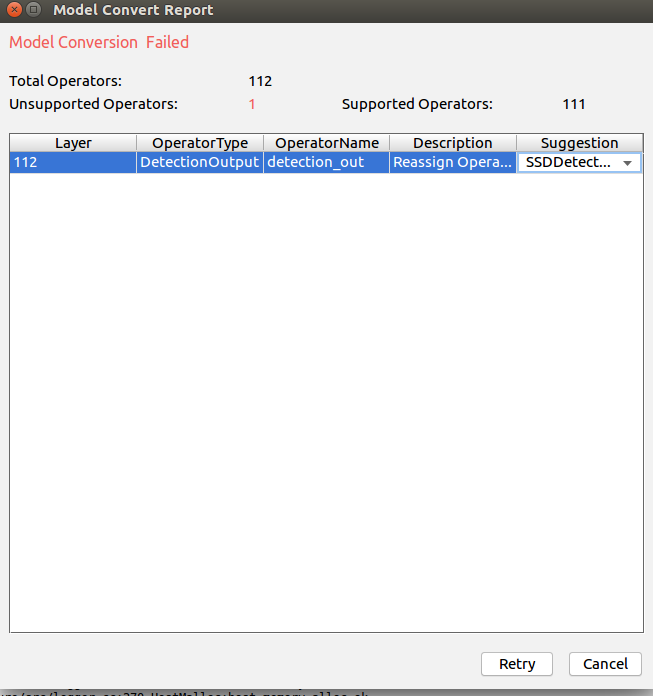 Model Convert Report
Model Conversion Failed
Total Operators: 112
Unsupported Operators: 1 Supported Operators: 111
Layer OperatorType OperatorName Description Suggestion
112 DetectionOutput detection_out Reassign Opera... SSDDetect...
Retry Cancel